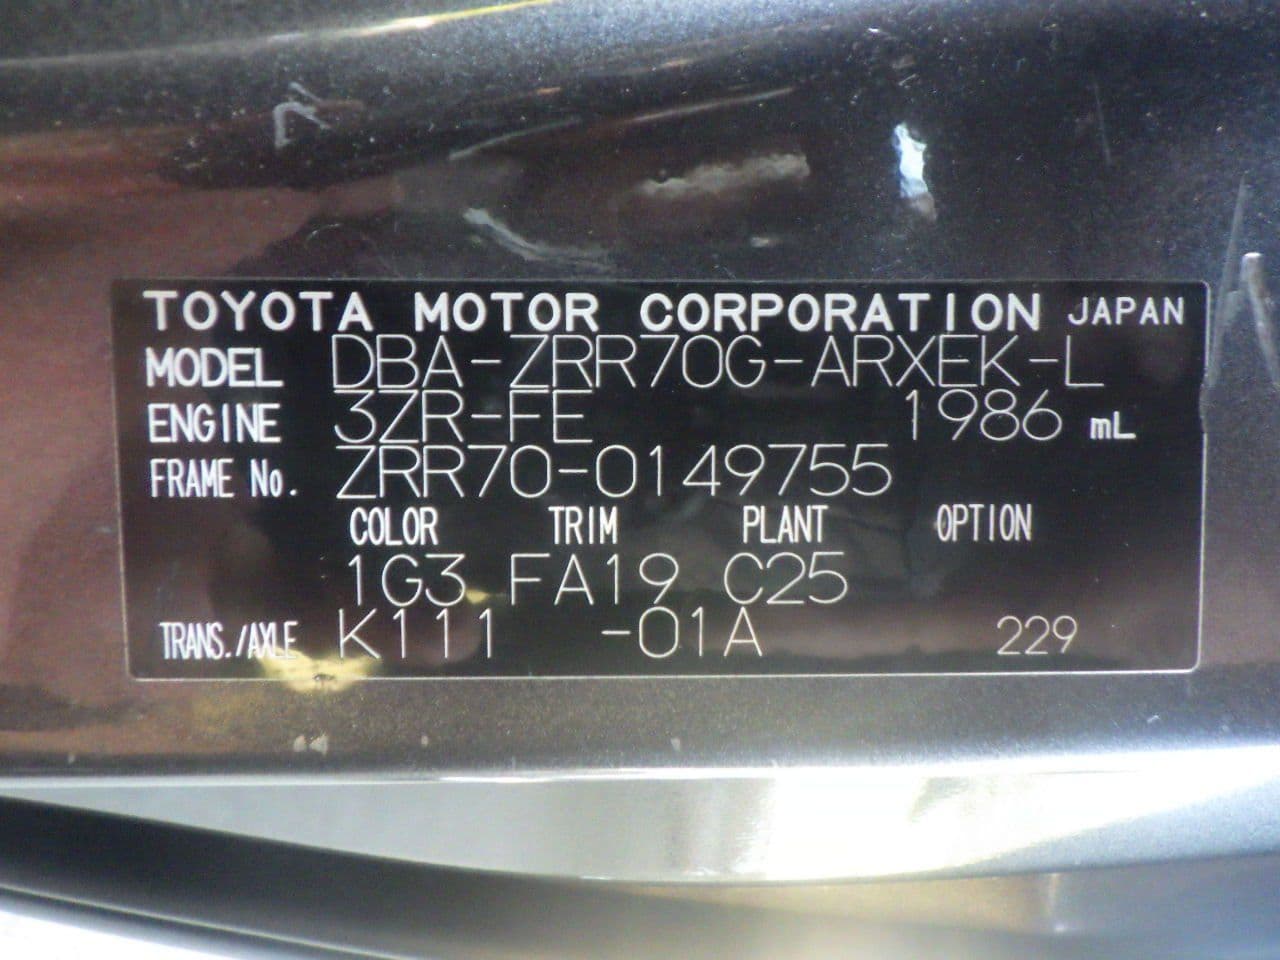 TOYOTA MOTOR CORPORATION JAPAN
MODEL DBA-ZRR70G-ARXEK-L
ENGINE 3ZR-FE 1986 mL
FRAME No. ZRR70-0149755
COLOR TRIM PLANT OPTION
1G3 FA19 C25
TRANS./AXLE K111 -01A 229